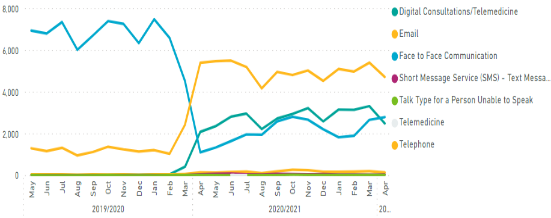 8,000
6,000
4,000
2,000
0
May
Jun
Jul
Aug
Sep
Oct
Nov
Dec
Jan
Feb
Mar
Apr
May
Jun
Jul
Aug
Sep
Oct
Nov
Dec
Jan
Feb
Mar
Apr
2019/2020
2020/2021
20...
Digital Consultations/Telemedicine
Email
Face to Face Communication
Short Message Service (SMS) - Text Messa...
Talk Type for a Person Unable to Speak
Telemedicine
Telephone